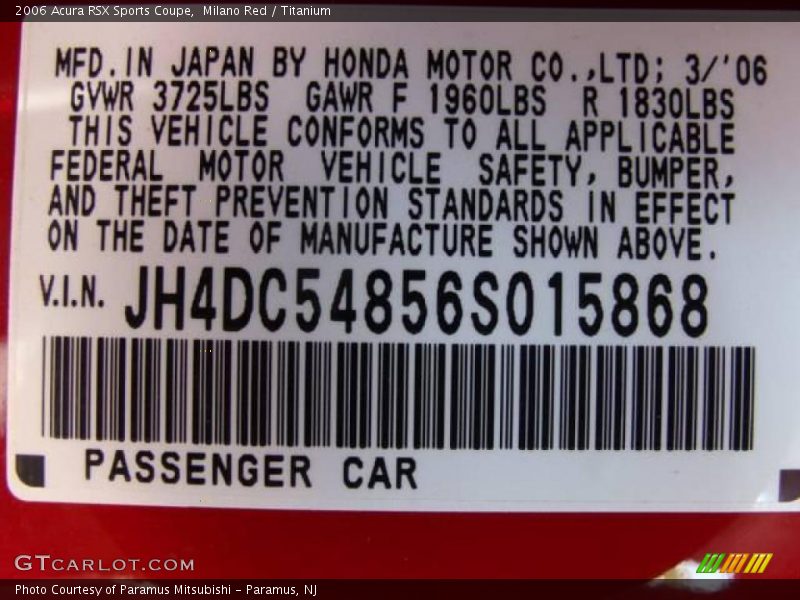 2006 Acura RSX Sports Coupe,  Milano Red / Titanium
MFD. IN JAPAN BY HONDA MOTOR CO.,LTD; 3/'06
GVWR 3725LBS  GAWR F 1960LBS  R 1830LBS
THIS VEHICLE CONFORMS TO ALL APPLICABLE
FEDERAL MOTOR VEHICLE SAFETY, BUMPER,
AND THEFT PREVENTION STANDARDS IN EFFECT
ON THE DATE OF MANUFACTURE SHOWN ABOVE.
V.I.N. JH4DC54856S015868
PASSENGER CAR
GTCARLOT.COM
Photo Courtesy of Paramus Mitsubishi - Paramus, NJ